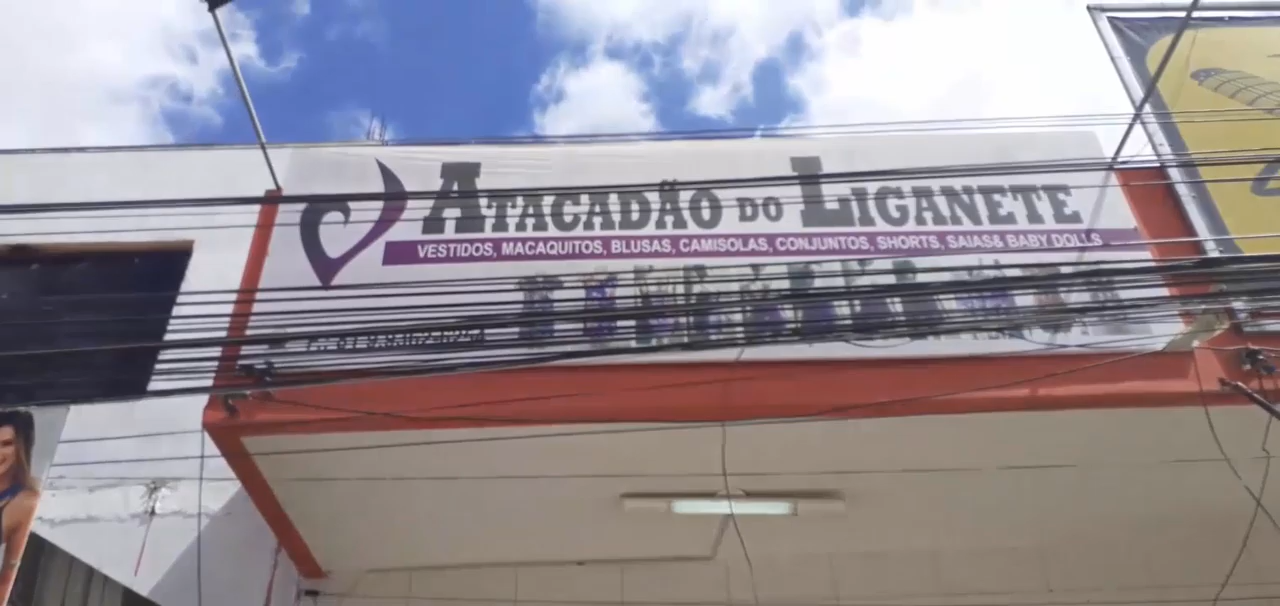 ATACADÃO DO LIGANETE
VESTIDOS, MACAQUITOS, BLUSAS, CAMISOLAS, CONJUNTOS, SHORTS, SAIAS& BABY DOLLS